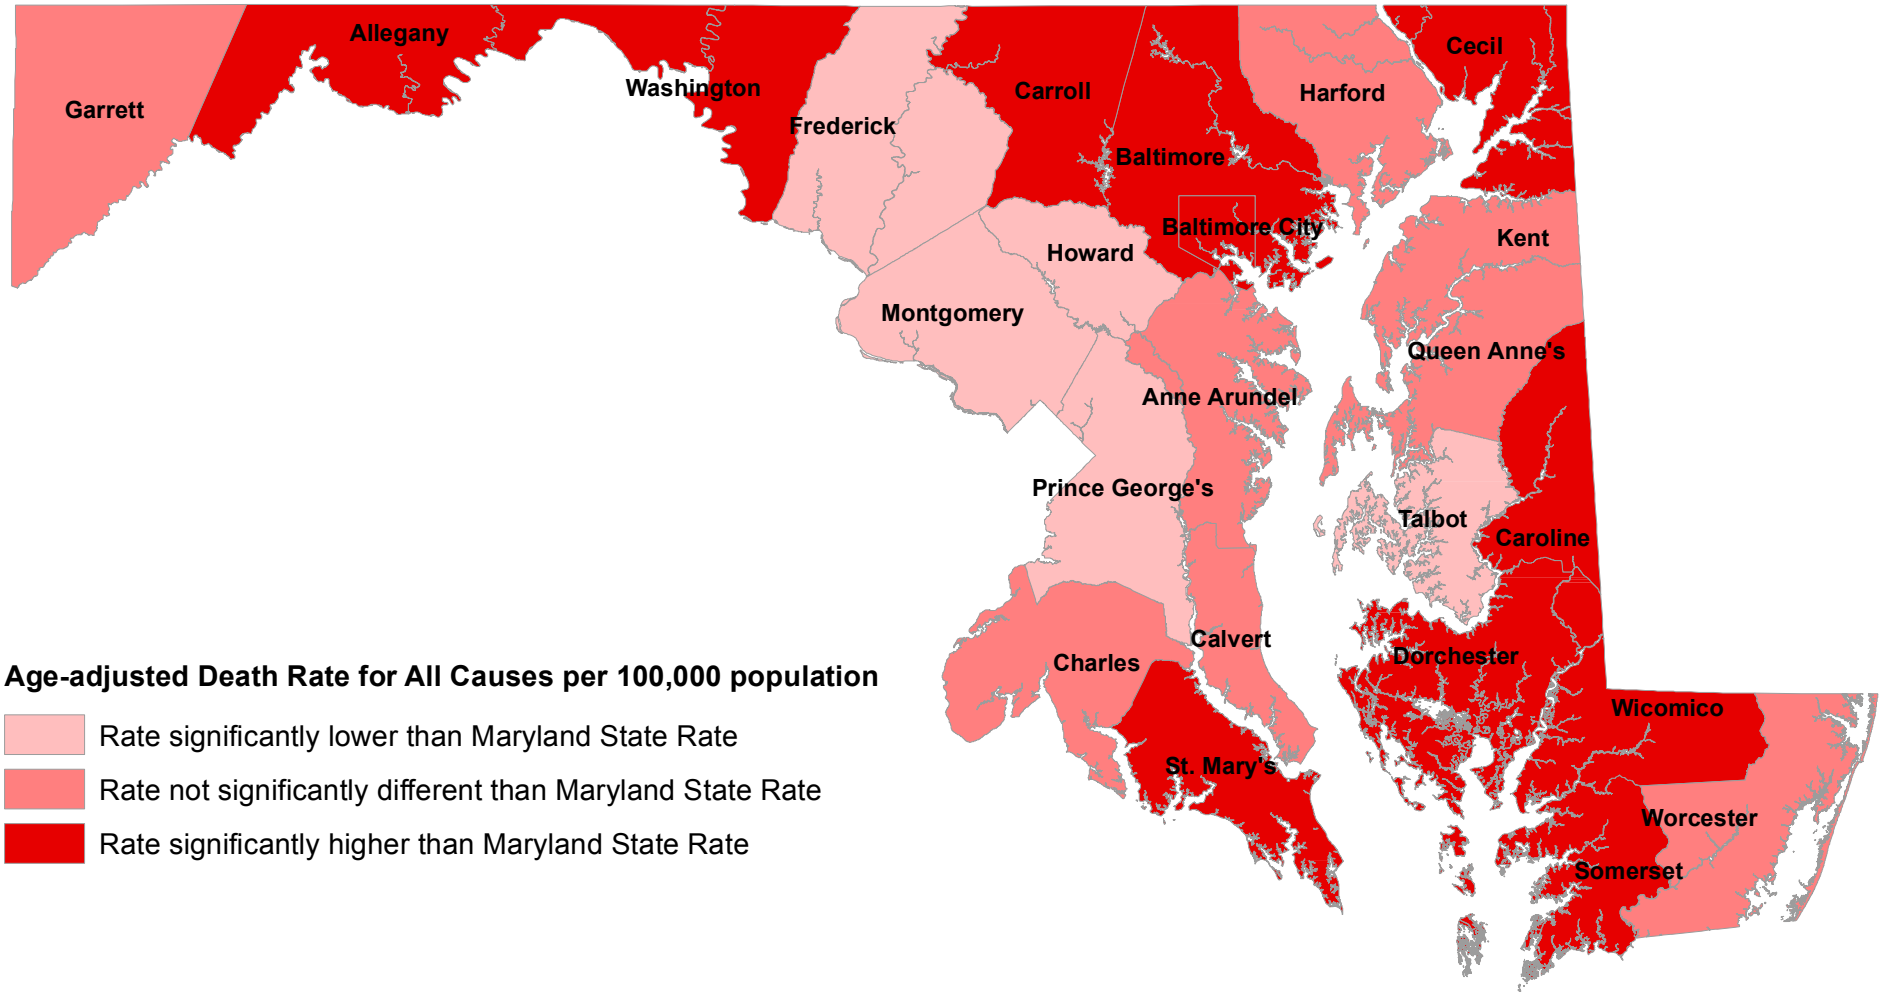 Allegany
Cecil
Washington
Carroll
Harford
Garrett
Frederick
Baltimore
Baltimore City
Kent
Howard
Montgomery
Queen Anne's
Anne Arundel
Prince George's
Talbot
Caroline
Calvert
Dorchester
Charles
Wicomico
St. Mary's
Worcester
Somerset
Age-adjusted Death Rate for All Causes per 100,000 population
Rate significantly lower than Maryland State Rate
Rate not significantly different than Maryland State Rate
Rate significantly higher than Maryland State Rate